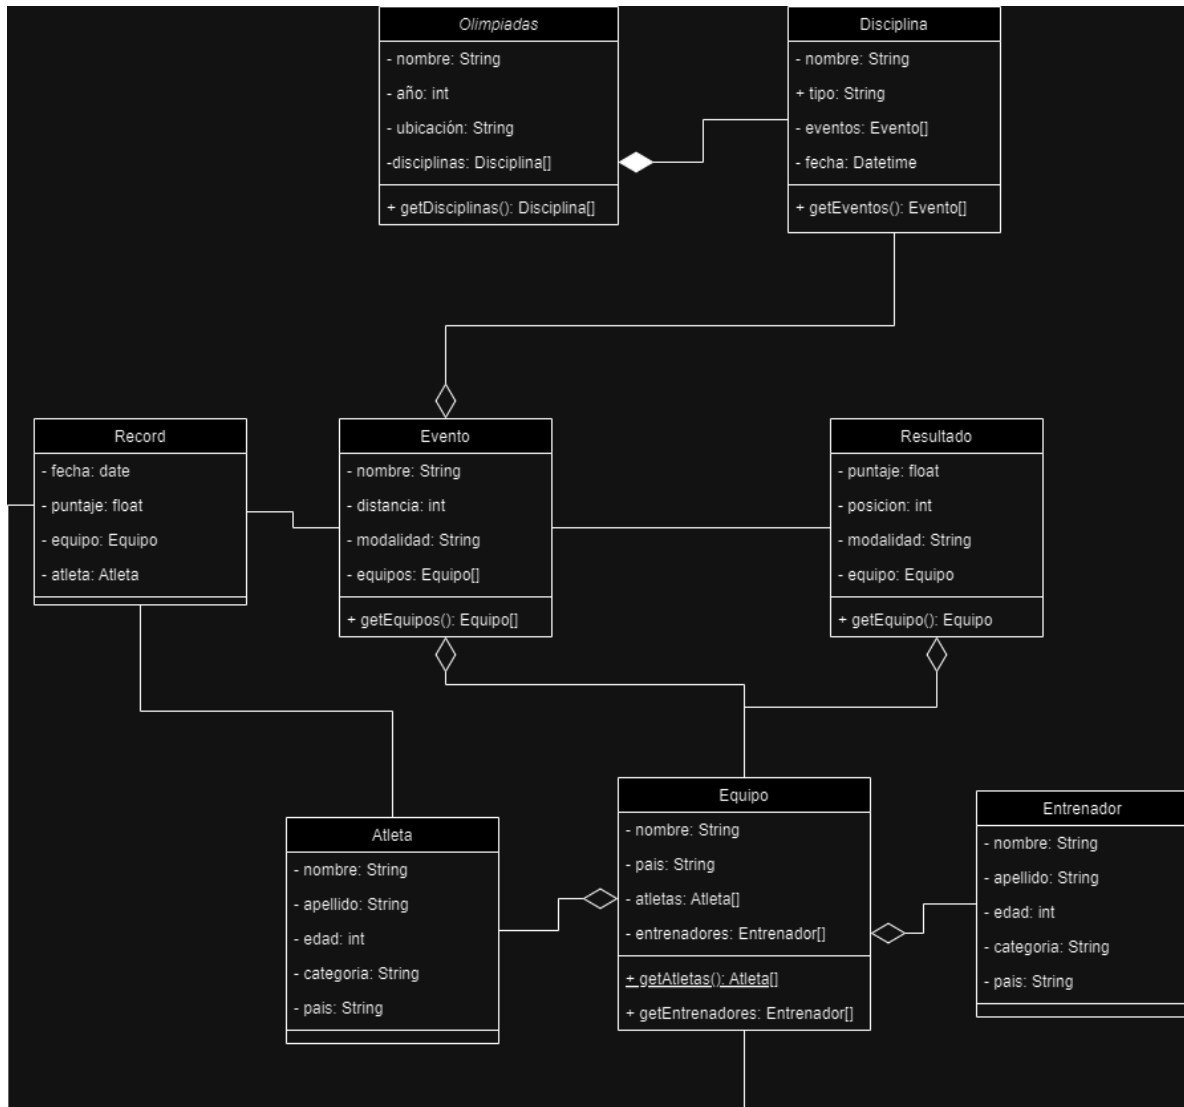 Olimpiadas
- nombre: String
- año: int
- ubicación: String
-disciplinas: Disciplina[]
+ getDisciplinas(): Disciplina[]
Disciplina
- nombre: String
+ tipo: String
- eventos: Evento[]
- fecha: Datetime
+ getEventos(): Evento[]
Record
- fecha: date
- puntaje: float
- equipo: Equipo
- atleta: Atleta
Evento
- nombre: String
- distancia: int
- modalidad: String
- equipos: Equipo[]
+ getEquipos(): Equipo[]
Resultado
- puntaje: float
- posicion: int
- modalidad: String
- equipo: Equipo
+ getEquipo(): Equipo
Atleta
- nombre: String
- apellido: String
- edad: int
- categoria: String
- pais: String
Equipo
- nombre: String
- pais: String
- atletas: Atleta[]
- entrenadores: Entrenador[]
+ getAtletas(): Atleta[]
+ getEntrenadores: Entrenador[]
Entrenador
- nombre: String
- apellido: String
- edad: int
- categoria: String
- pais: String